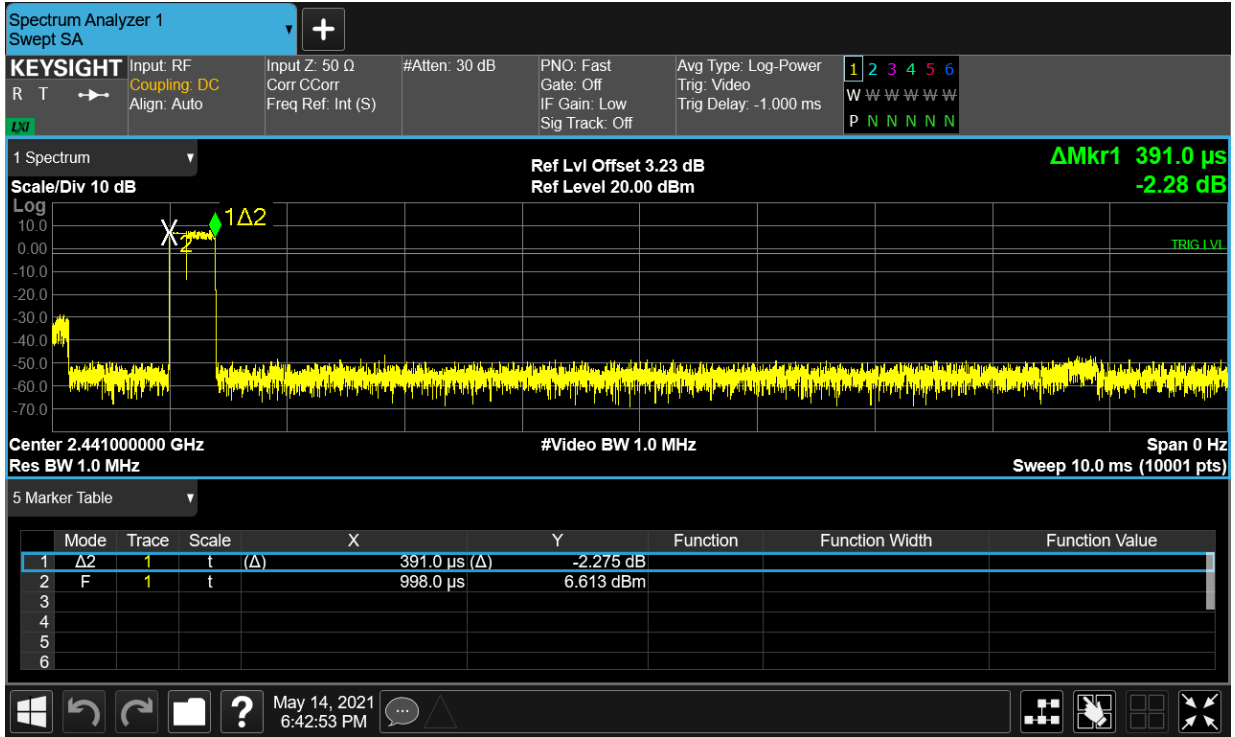 Spectrum Analyzer 1
Swept SA
KEYSIGHT
R T
LXI
Input: RF
Coupling: DC
Align: Auto
Input Z: 50 Ω
Corr CCorr
Freq Ref: Int (S)
#Atten: 30 dB
PNO: Fast
Gate: Off
IF Gain: Low
Sig Track: Off
Avg Type: Log-Power
Trig: Video
Trig Delay: -1.000 ms
1 2 3 4 5 6
W W W W W W
P N N N N N
1 Spectrum
Scale/Div 10 dB
Ref Lvl Offset 3.23 dB
Ref Level 20.00 dBm
ΔMkr1 391.0 µs
-2.28 dB
Log
10.0
0.00
-10.0
-20.0
-30.0
-40.0
-50.0
-60.0
-70.0
X
2
1Δ2
TRIG LVL
Center 2.441000000 GHz
Res BW 1.0 MHz
#Video BW 1.0 MHz
Span 0 Hz
Sweep 10.0 ms (10001 pts)
5 Marker Table
Mode Trace Scale X Y Function Function Width Function Value
1 Δ2 1 t (Δ) 391.0 µs (Δ) -2.275 dB
2 F 1 t 998.0 µs 6.613 dBm
3
4
5
6
?
May 14, 2021
6:42:53 PM